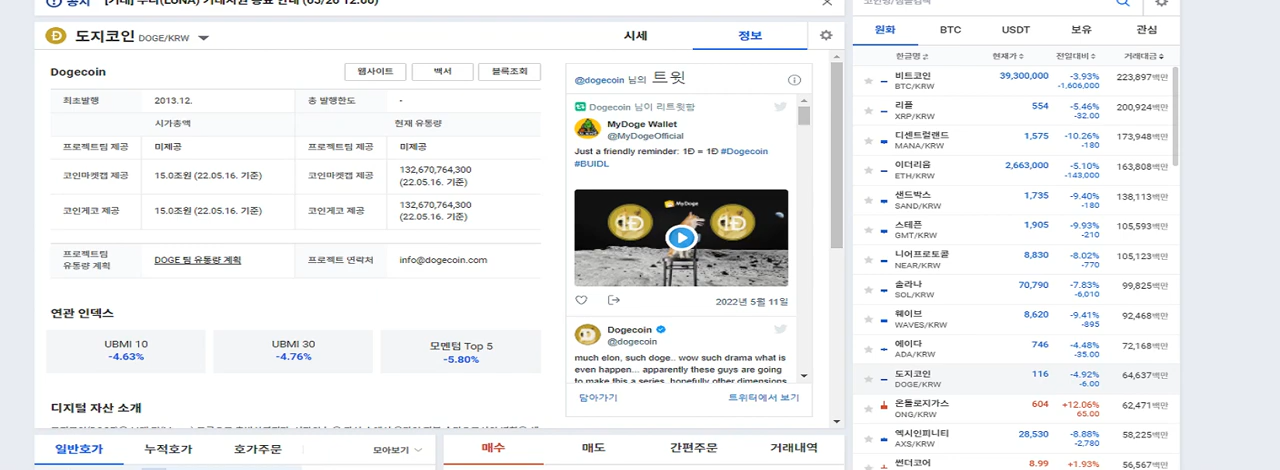 공지 [거래] 루나(LUNA) 거래지원 종료 안내 (05/20 12:00)
도지코인 DOGE/KRW
시세 정보
Dogecoin
웹사이트 백서 블록조회
최초발행 2013.12. 총 발행한도 -
시가총액 현재 유통량
프로젝트팀 제공 미제공 프로젝트팀 제공 미제공
코인마켓캡 제공 15.0조원 (22.05.16. 기준) 코인마켓캡 제공 132,670,764,300
(22.05.16. 기준)
코인게코 제공 15.0조원 (22.05.16. 기준) 코인게코 제공 132,670,764,300
(22.05.16. 기준)
프로젝트팀
유통량 계획 DOGE 팀 유통량 계획 프로젝트 연락처 info@dogecoin.com
연관 인덱스
UBMI 10 UBMI 30 모멘텀 Top 5
-4.63% -4.76% -5.80%
디지털 자산 소개
@dogecoin 님의 트윗
Dogecoin 님이 리트윗함
MyDoge Wallet
@MyDogeOfficial
Just a friendly reminder: 1Ð = 1Ð #Dogecoin
#BUIDL
MyDoge
2022년 5월 11일
Dogecoin
@dogecoin
much elon, such doge.. wow such drama what is
even happen... apparently these guys are going
to make this a series, hopefully other dimensions
담아가기 트위터에서 보기
일반호가 누적호가 호가주문 모아보기
매수 매도 간편주문 거래내역
코인명/심볼검색
원화 BTC USDT 보유 관심
한글명 현재가 전일대비 거래대금
비트코인 39,300,000 -3.93% 223,897백만
BTC/KRW -1,606,000
리플 554 -5.46% 200,924백만
XRP/KRW -32.00
디센트럴랜드 1,575 -10.26% 173,948백만
MANA/KRW -180
이더리움 2,663,000 -5.10% 163,808백만
ETH/KRW -143,000
샌드박스 1,735 -9.40% 138,113백만
SAND/KRW -180
스테픈 1,905 -9.93% 105,593백만
GMT/KRW -210
니어프로토콜 8,830 -8.02% 105,123백만
NEAR/KRW -770
솔라나 70,790 -7.83% 99,825백만
SOL/KRW -6,010
웨이브 8,620 -9.41% 92,468백만
WAVES/KRW -895
에이다 746 -4.48% 72,168백만
ADA/KRW -35.00
도지코인 116 -4.92% 64,637백만
DOGE/KRW -6.00
온톨로지가스 604 +12.06% 62,471백만
ONG/KRW 65.00
엑시인피니티 28,530 -8.88% 58,225백만
AXS/KRW -2,780
썬더코어 8.99 +1.93% 56,567백만